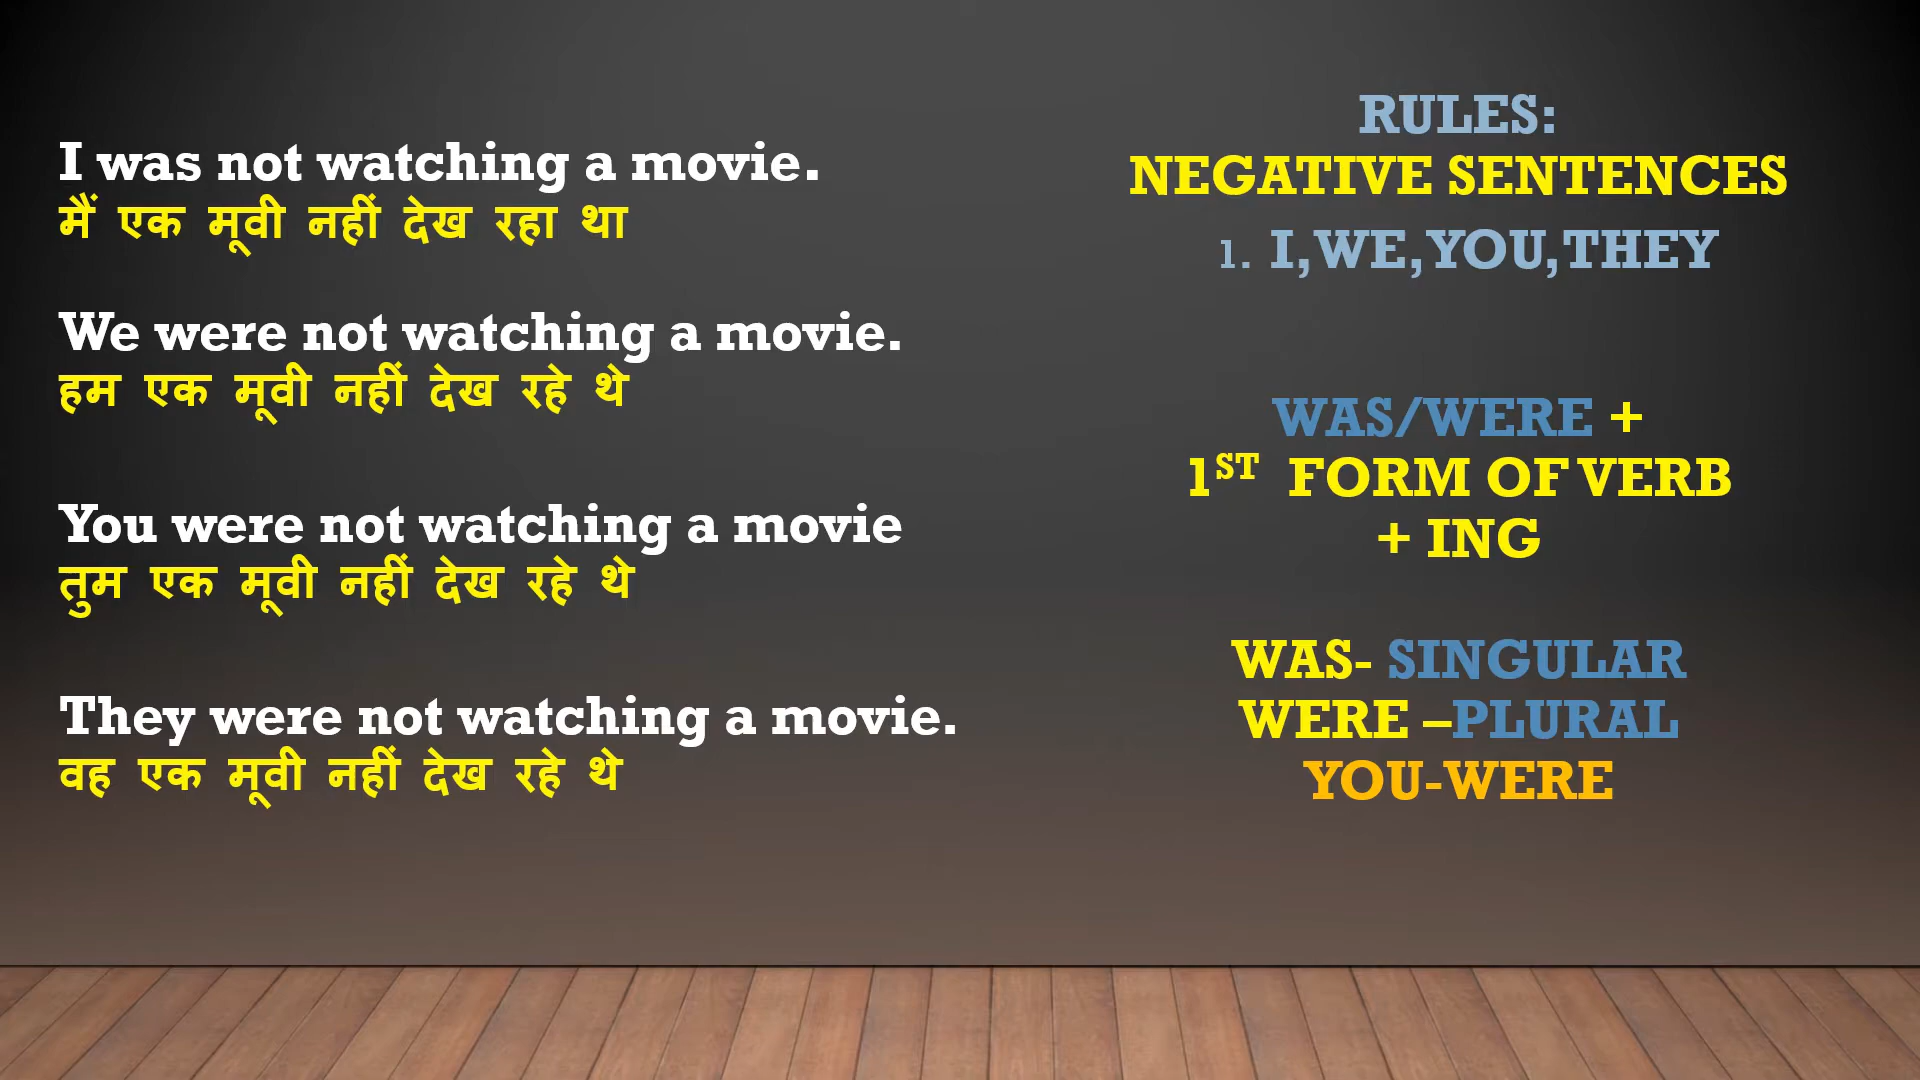 I was not watching a movie.
मैं एक मूवी नहीं देख रहा था
We were not watching a movie.
हम एक मूवी नहीं देख रहे थे
You were not watching a movie
तुम एक मूवी नहीं देख रहे थे
They were not watching a movie.
वह एक मूवी नहीं देख रहे थे
RULES:
NEGATIVE SENTENCES
1. I,WE,YOU,THEY
WAS/WERE +
1ST FORM OF VERB
+ ING
WAS- SINGULAR
WERE –PLURAL
YOU-WERE